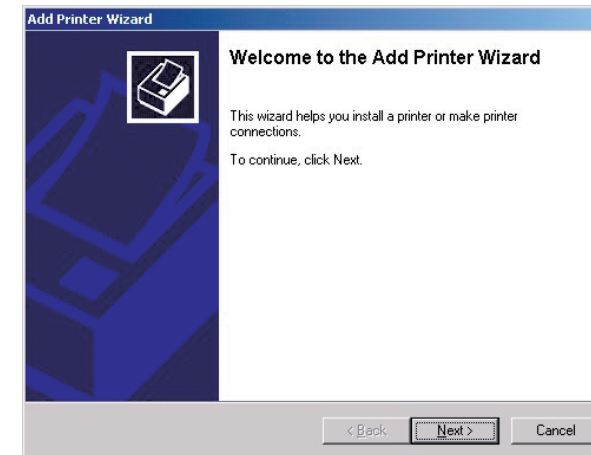 Add Printer Wizard
Welcome to the Add Printer Wizard
This wizard helps you install a printer or make printer
connections.
To continue, click Next.
< Back Next > Cancel